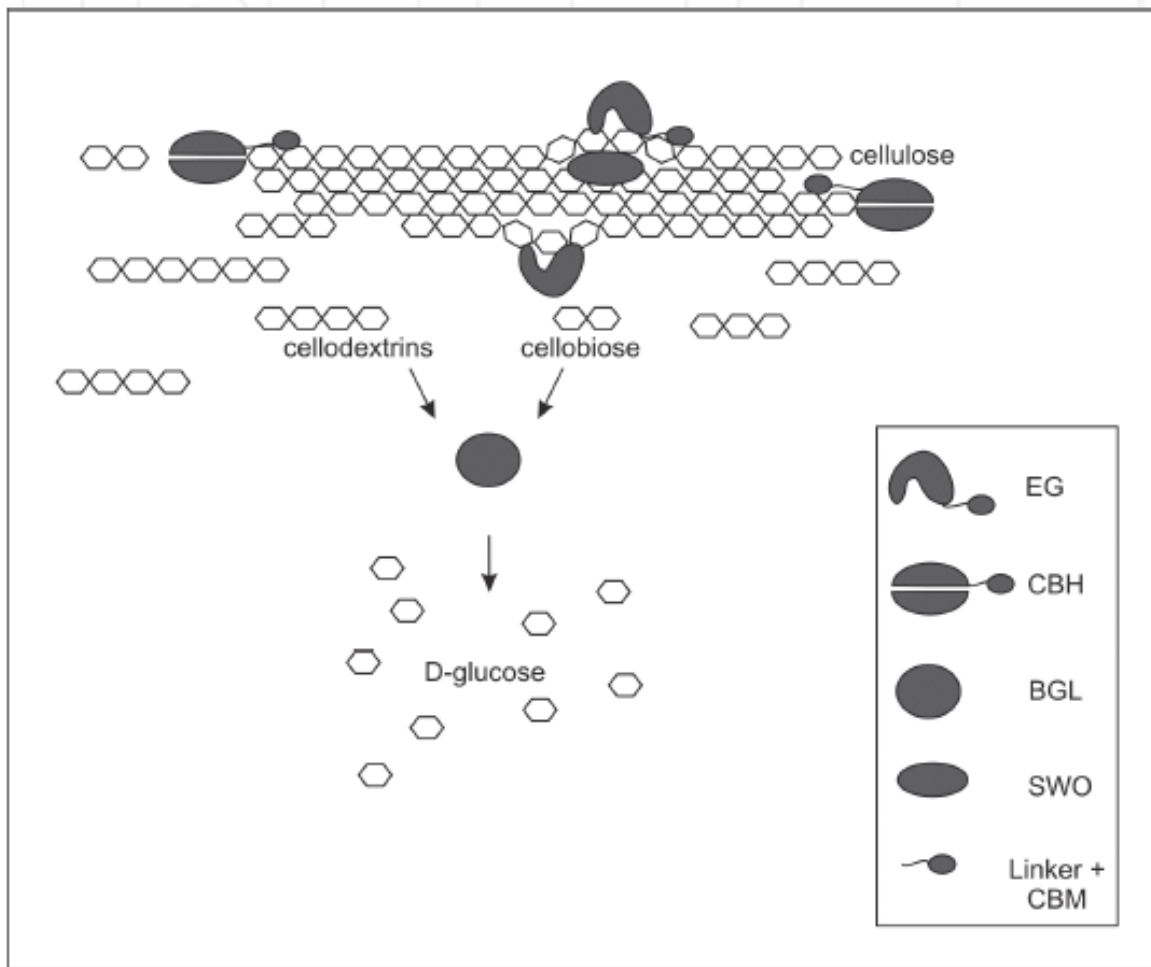 cellulose
cellodextrins
cellobiose
D-glucose
EG
CBH
BGL
SWO
Linker +
CBM